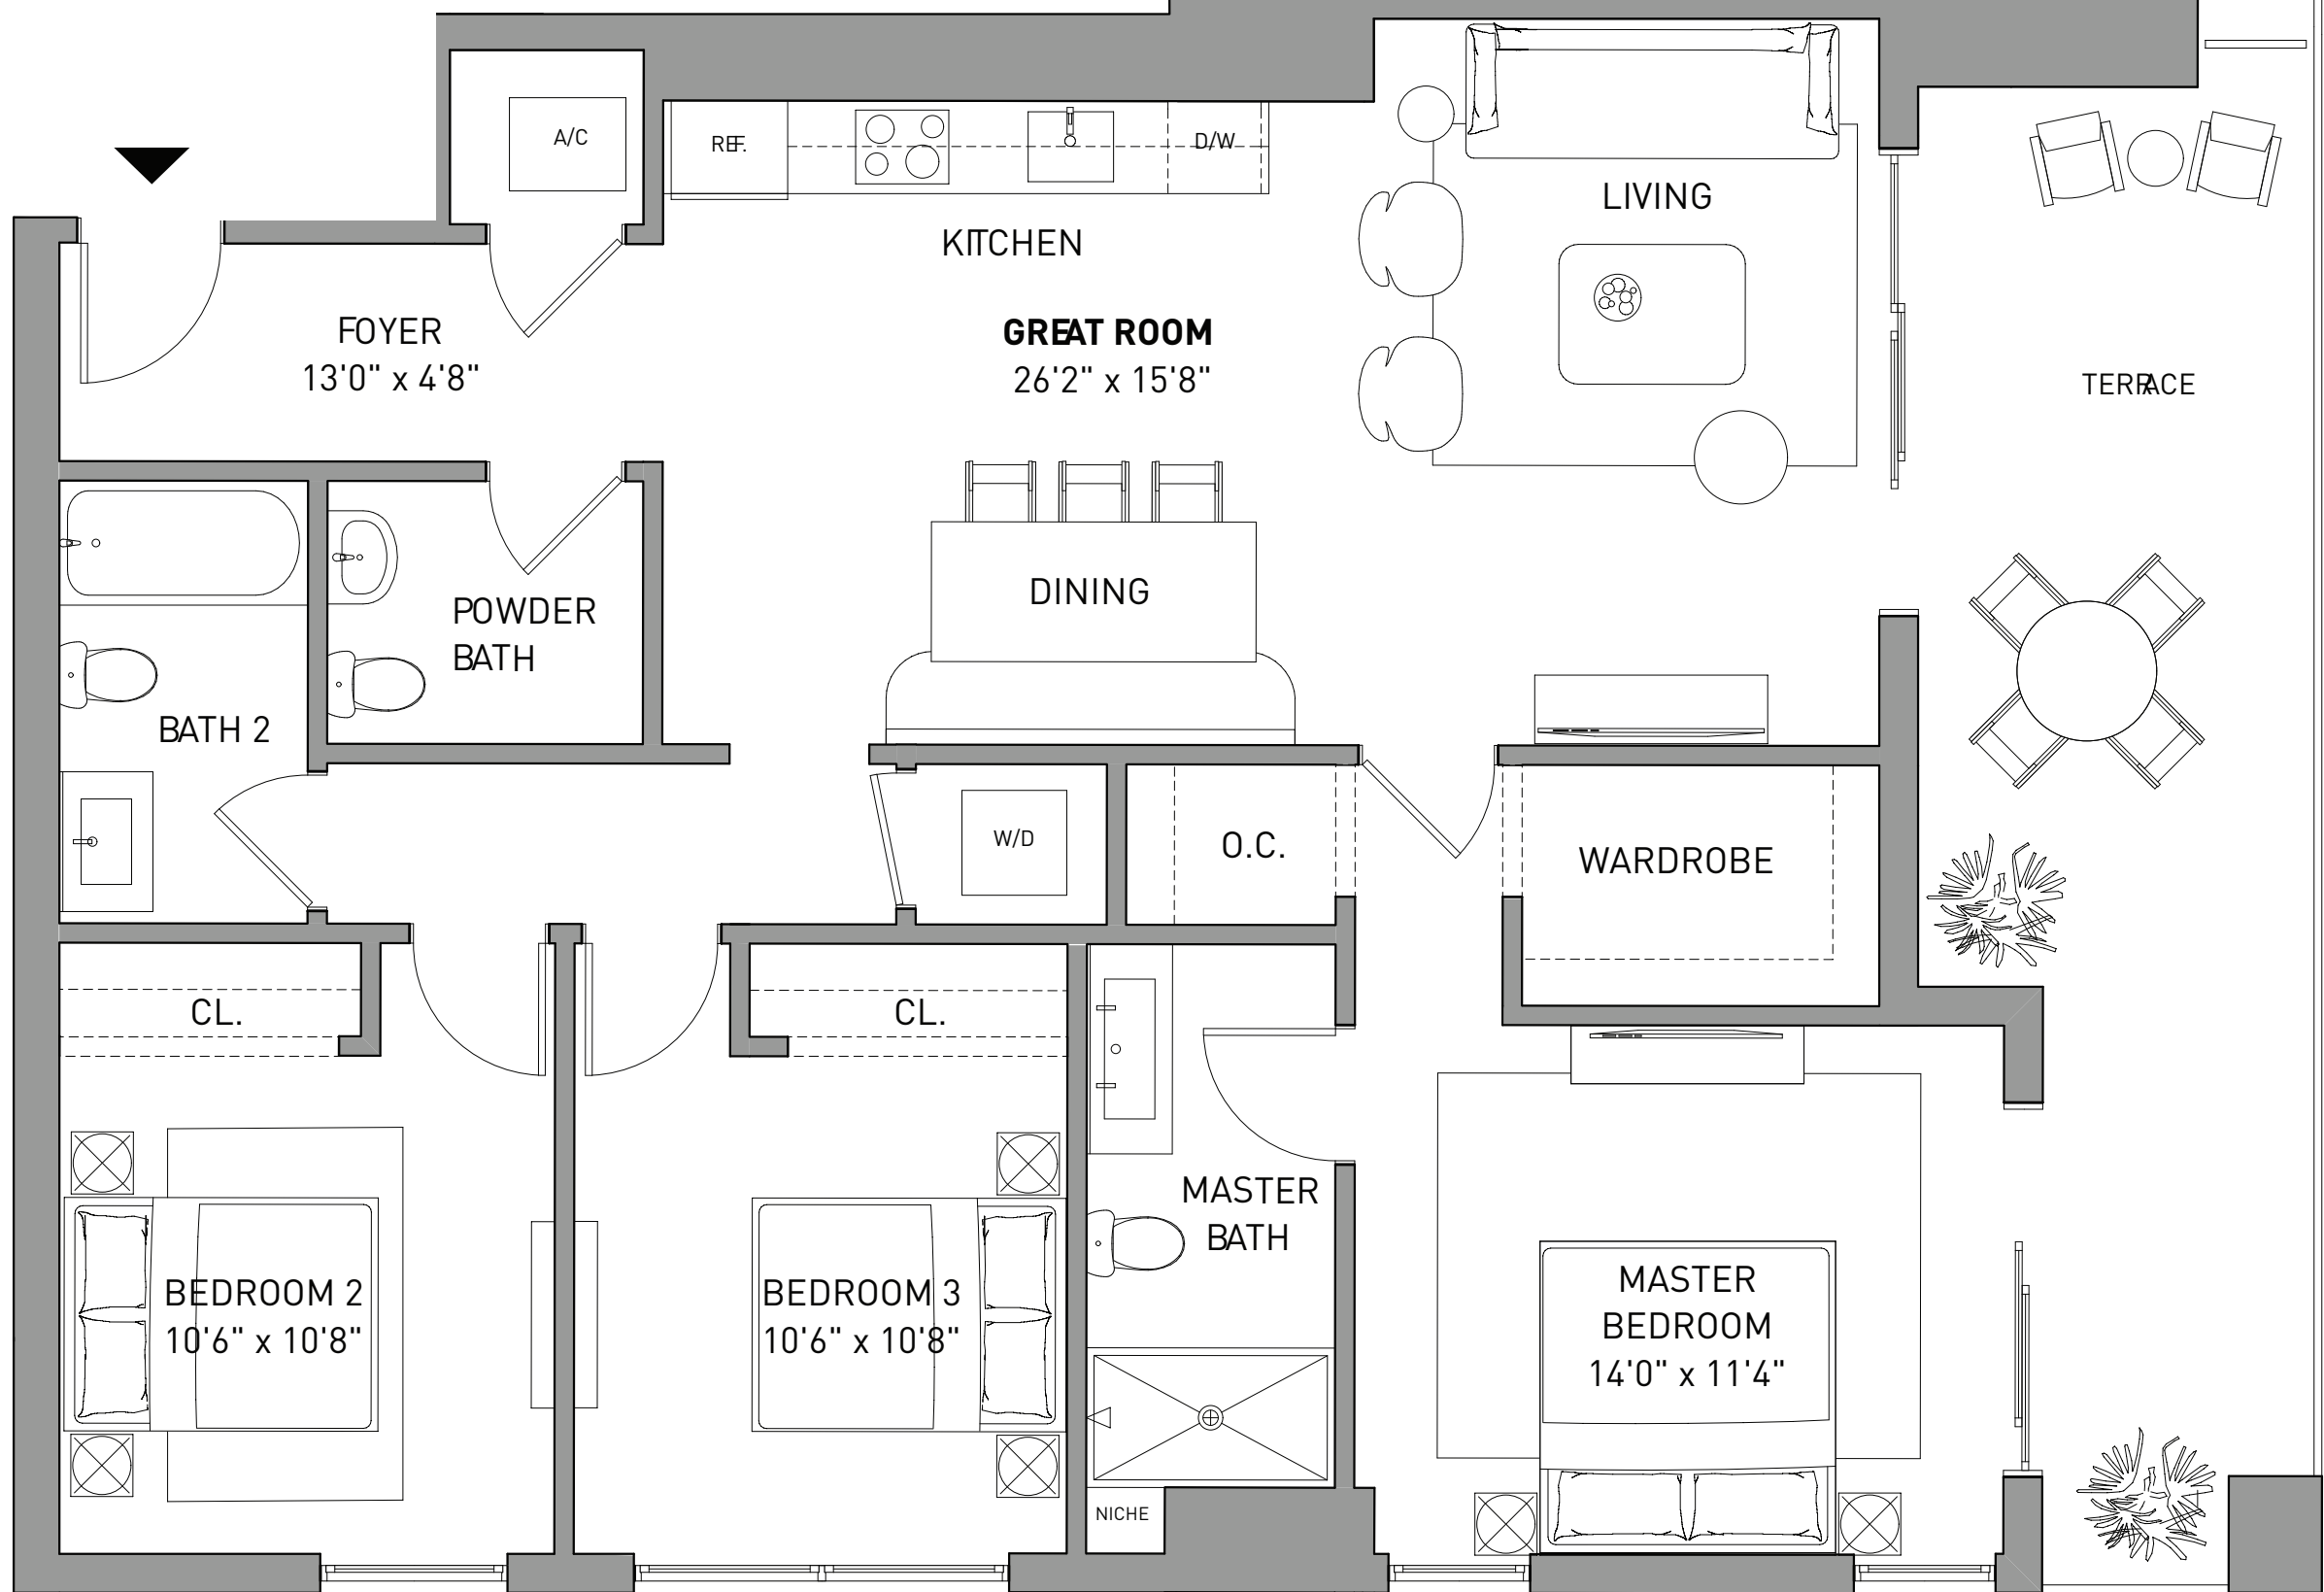 A/C
REF.
D/W
LIVING
KITCHEN
FOYER
13'0" x 4'8"
GREAT ROOM
26'2" x 15'8"
TERRACE
DINING
POWDER
BATH
BATH 2
W/D
O.C.
WARDROBE
CL.
CL.
MASTER
BATH
BEDROOM 2
10'6" x 10'8"
BEDROOM 3
10'6" x 10'8"
MASTER
BEDROOM
14'0" x 11'4"
NICHE